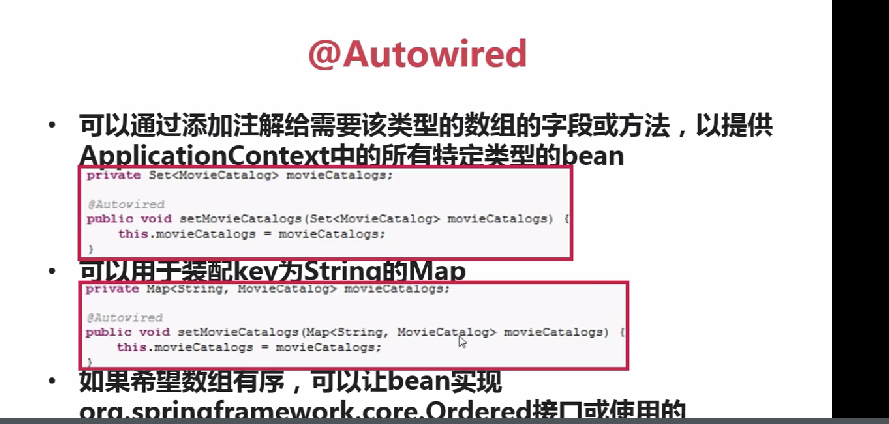 @Autowired
• 可以通过添加注解给需要该类型的数组的字段或方法，以提供
ApplicationContext中的所有特定类型的bean
private Set<MovieCatalog> movieCatalogs;
@Autowired
public void setMovieCatalogs(Set<MovieCatalog> movieCatalogs) {
this.movieCatalogs = movieCatalogs;
}
• 可以用于装配key为String的Map
private Map<String, MovieCatalog> movieCatalogs;
@Autowired
public void setMovieCatalogs(Map<String, MovieCatalog> movieCatalogs) {
this.movieCatalogs = movieCatalogs;
}
• 如果希望数组有序，可以让bean实现
org.springframework.core.Ordered接口或使用的